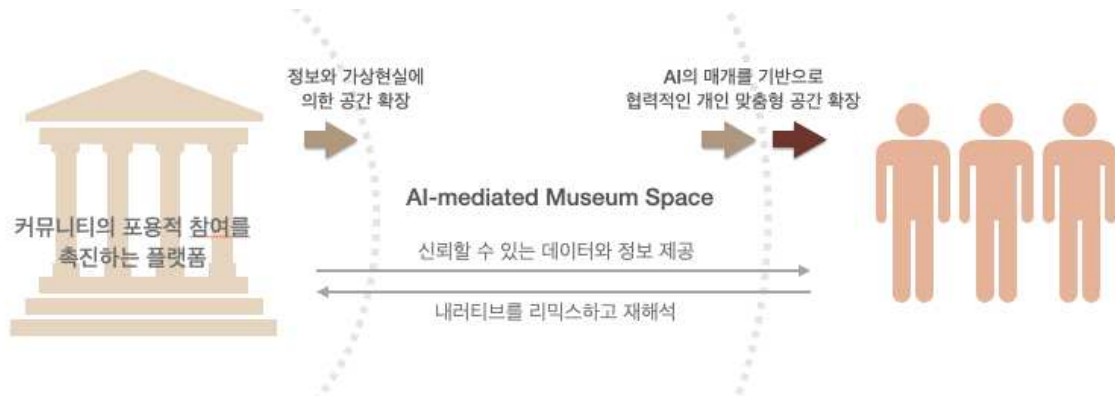 정보와 가상현실에
의한 공간 확장
AI의 매개를 기반으로
협력적인 개인 맞춤형 공간 확장
AI-mediated Museum Space
커뮤니티의 포용적 참여를
촉진하는 플랫폼
신뢰할 수 있는 데이터와 정보 제공
내러티브를 리믹스하고 재해석